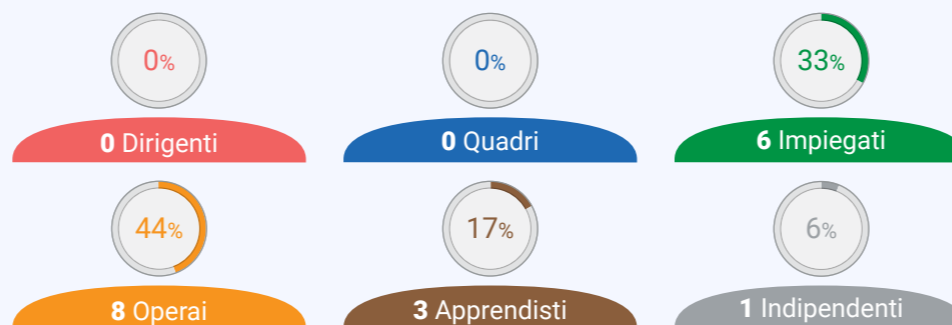 0% 0% 33%
0 Dirigenti 0 Quadri 6 Impiegati
44% 17% 6%
8 Operai 3 Apprendisti 1 Indipendenti